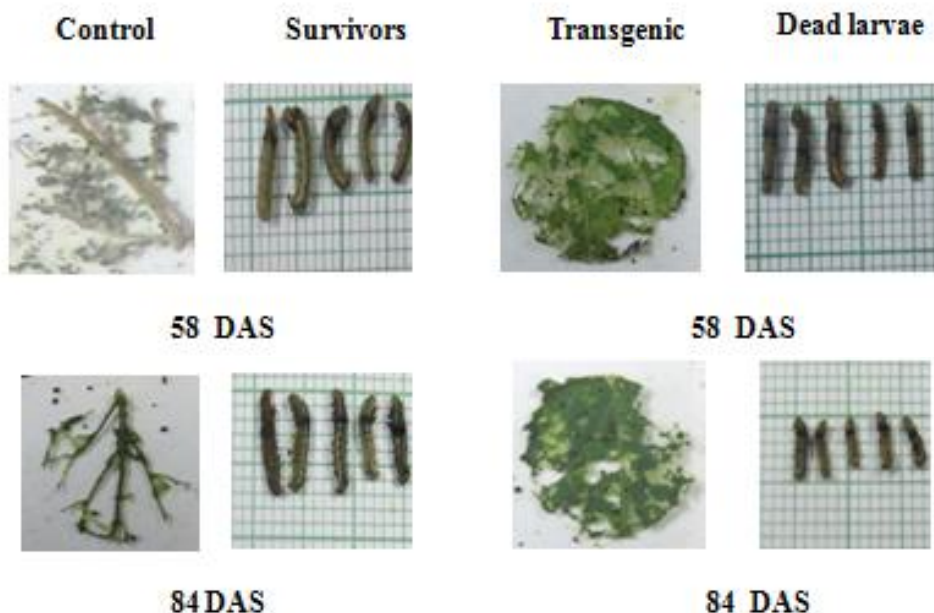 Control Survivors Transgenic Dead larvae
58 DAS 58 DAS
84 DAS 84 DAS